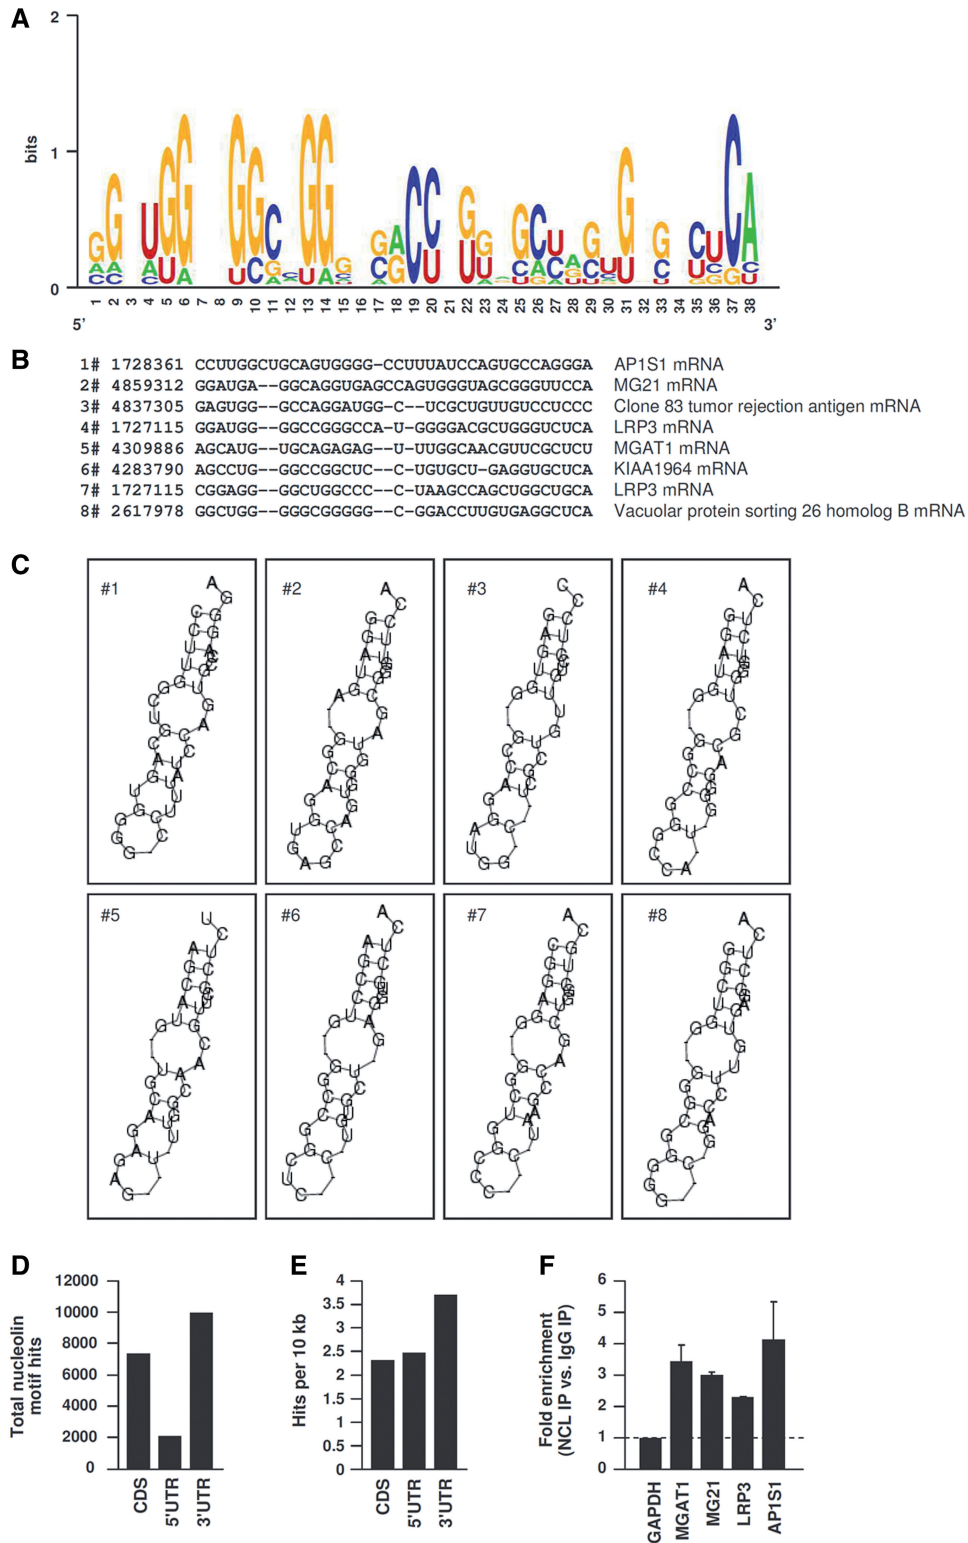 A
2
bits
1
0
1 2 3 4 5 6 7 8 9 10 11 12 13 14 15 16 17 18 19 20 21 22 23 24 25 26 27 28 29 30 31 32 33 34 35 36 37 38
5' 3'
B
1# 1728361 CCUUGGCUGCAGUGGGG-CCUUUAUCCAGUGCCAGGGA AP1S1 mRNA
2# 4859312 GGAUGA--GGCAGGUGAGCCAGUGGGUAGCGGGUUCCA MG21 mRNA
3# 4837305 GAGUGG--GCCAGGAUGG-C--UCGCUGUUGUCCUCCC Clone 83 tumor rejection antigen mRNA
4# 1727115 GGAUGG--GGCCGGGCCA-U-GGGGACGCUGGGUCUCA LRP3 mRNA
5# 4309886 AGCAUG--UGCAGAGAG--U-UUGGCAACGUUCGCUCU MGAT1 mRNA
6# 4283790 AGCCUG--GGCCGGCUC--C-UGUGCU-GAGGUGCUCA KIAA1964 mRNA
7# 1727115 CGGAGG--GGCUGGCCC--C-UAAGCCAGCUGGCUGCA LRP3 mRNA
8# 2617978 GGCUGG--GGGCGGGGG--C-GGACCUUGUGAGGCUCA Vacuolar protein sorting 26 homolog B mRNA
C
#1
#2
#3
#4
#5
#6
#7
#8
D
Total nucleolin
motif hits
12000
10000
8000
6000
4000
2000
0
CDS
5'UTR
3'UTR
E
Hits per 10 kb
4
3.5
3
2.5
2
1.5
1
0.5
0
CDS
5'UTR
3'UTR
F
Fold enrichment
(NCL IP vs. IgG IP)
6
5
4
3
2
1
0
GAPDH
MGAT1
MG21
LRP3
AP1S1